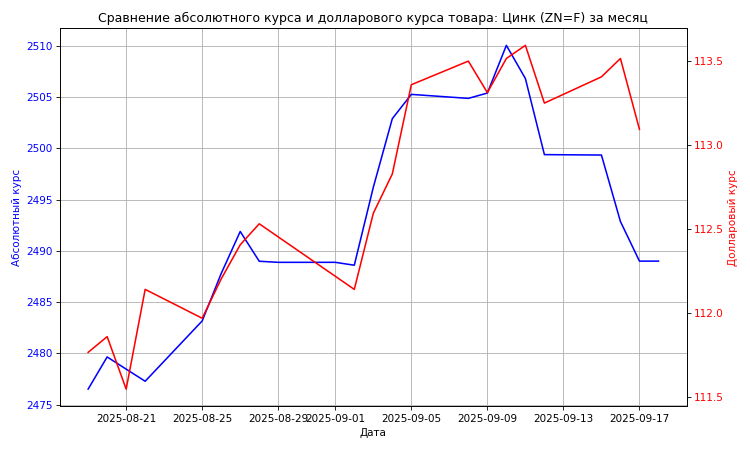 Сравнение абсолютного курса и долларового курса товара: Цинк (ZN=F) за месяц
Абсолютный курс
2510
2505
2500
2495
2490
2485
2480
2475
113.5
113.0
112.5
112.0
111.5
Долларовый курс
2025-08-21 2025-08-25 2025-08-29 2025-09-01 2025-09-05 2025-09-09 2025-09-13 2025-09-17
Дата